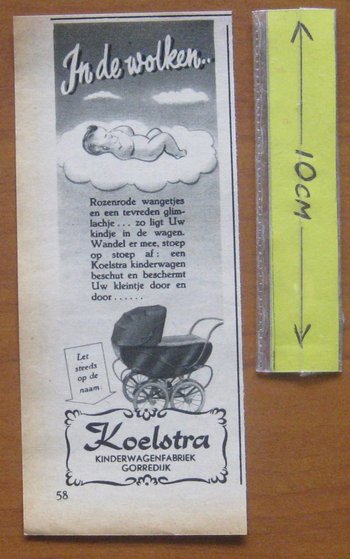 In de wolken..
Rozenrode wangetjes
en een tevreden glim-
lachje... zo ligt Uw
kindje in de wagen.
Wandel er mee, stoep
op stoep af: een
Koelstra kinderwagen
beschut en beschermt
Uw kleintje door en
door......
Let
steeds
op de
naam
Koelstra
KINDERWAGENFABRIEK
GORREDIJK
58
10CM